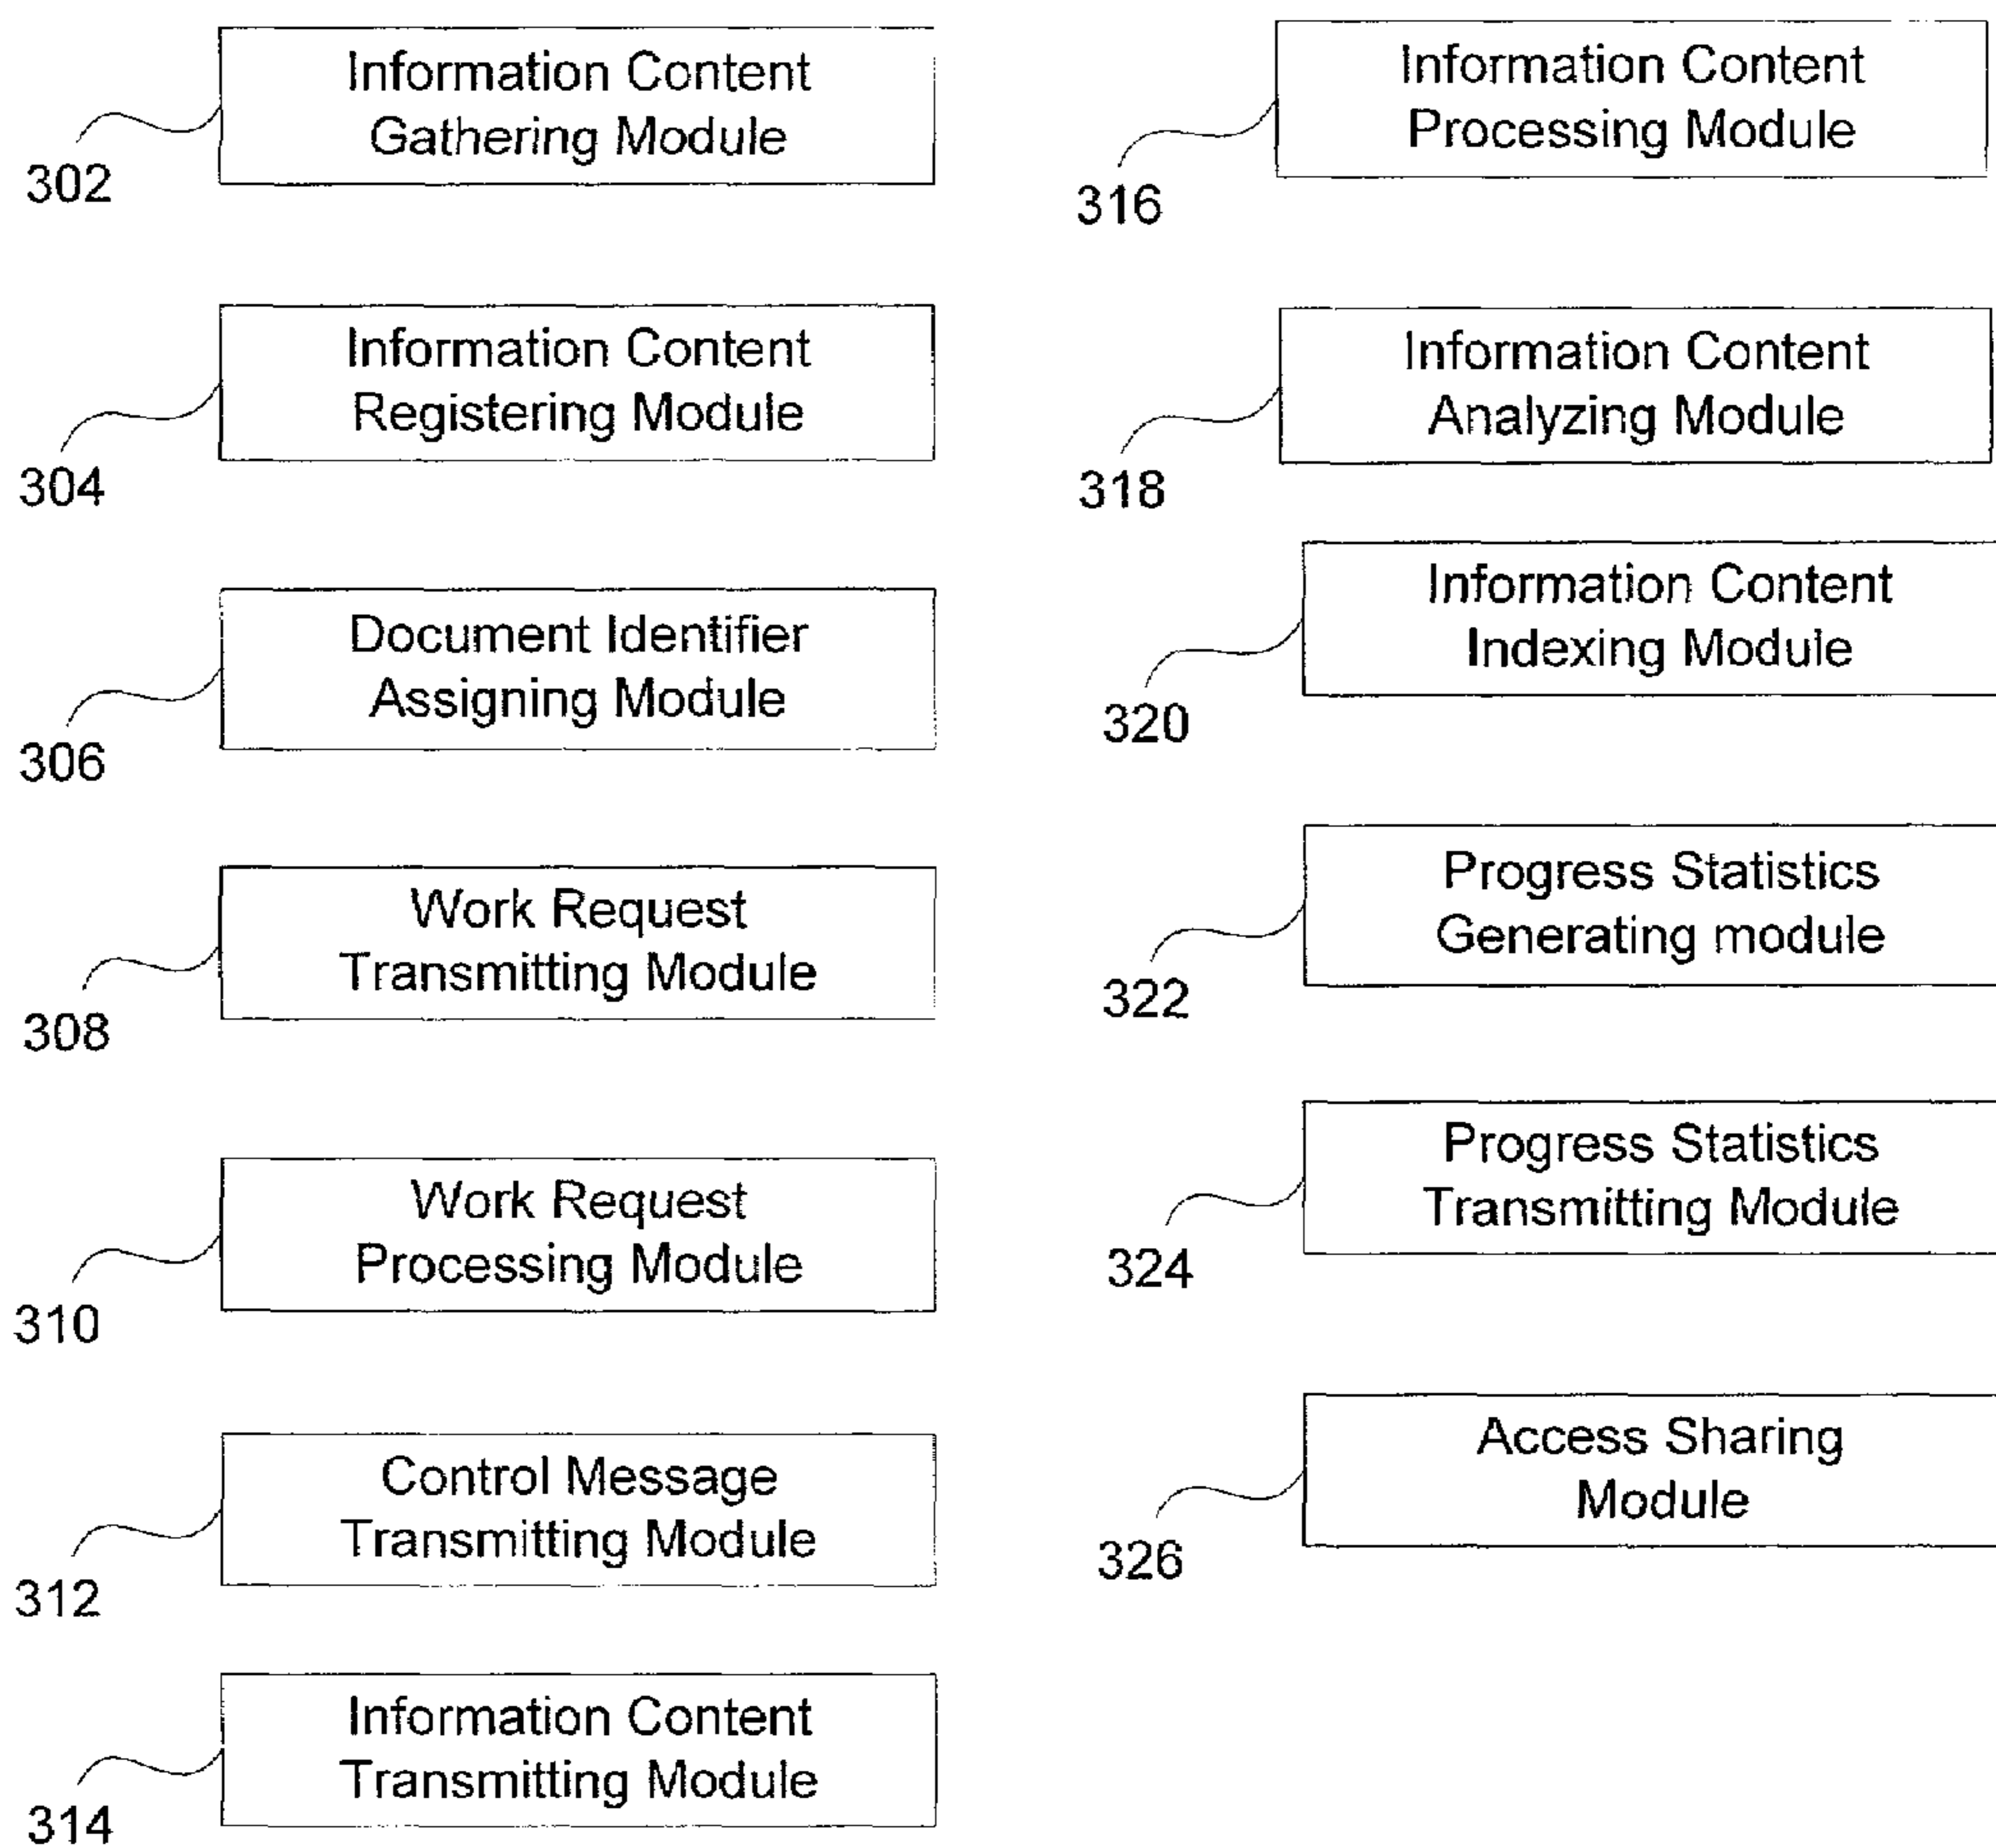 Information Content
Gathering Module
302
Information Content
Registering Module
304
Document Identifier
Assigning Module
306
Work Request
Transmitting Module
308
Work Request
Processing Module
310
Control Message
Transmitting Module
312
Information Content
Transmitting Module
314
Information Content
Processing Module
316
Information Content
Analyzing Module
318
Information Content
Indexing Module
320
Progress Statistics
Generating module
322
Progress Statistics
Transmitting Module
324
Access Sharing
Module
326